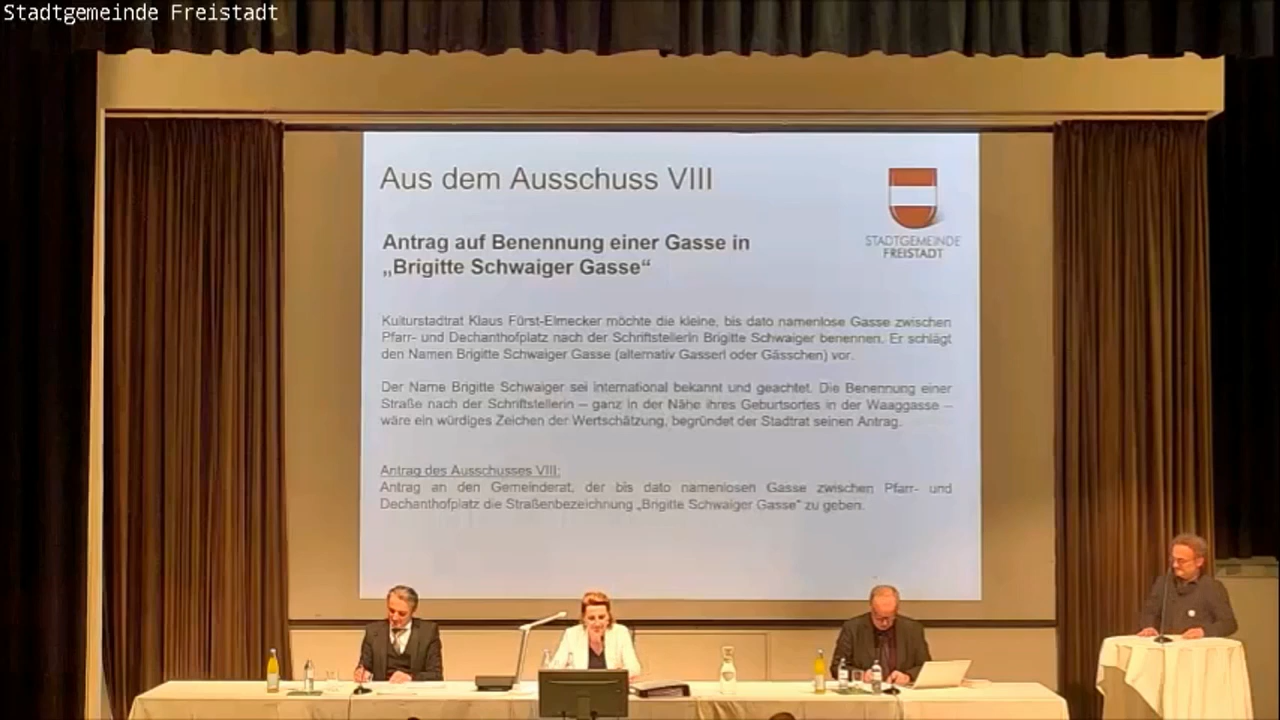 Stadtgemeinde Freistadt
Aus dem Ausschuss VIII
STADTGEMEINDE
FREISTADT
Antrag auf Benennung einer Gasse in
„Brigitte Schwaiger Gasse“
Kulturstadtrat Klaus Fürst-Elmecker möchte die kleine, bis dato namenlose Gasse zwischen
Pfarr- und Dechanthofplatz nach der Schriftstellerin Brigitte Schwaiger benennen. Er schlägt
den Namen Brigitte Schwaiger Gasse (alternativ Gasserl oder Gässchen) vor.
Der Name Brigitte Schwaiger sei international bekannt und geachtet. Die Benennung einer
Straße nach der Schriftstellerin – ganz in der Nähe ihres Geburtsortes in der Waaggasse –
wäre ein würdiges Zeichen der Wertschätzung, begründet der Stadtrat seinen Antrag.
Antrag des Ausschusses VIII:
Antrag an den Gemeinderat, der bis dato namenlosen Gasse zwischen Pfarr- und
Dechanthofplatz die Straßenbezeichnung „Brigitte Schwaiger Gasse“ zu geben.